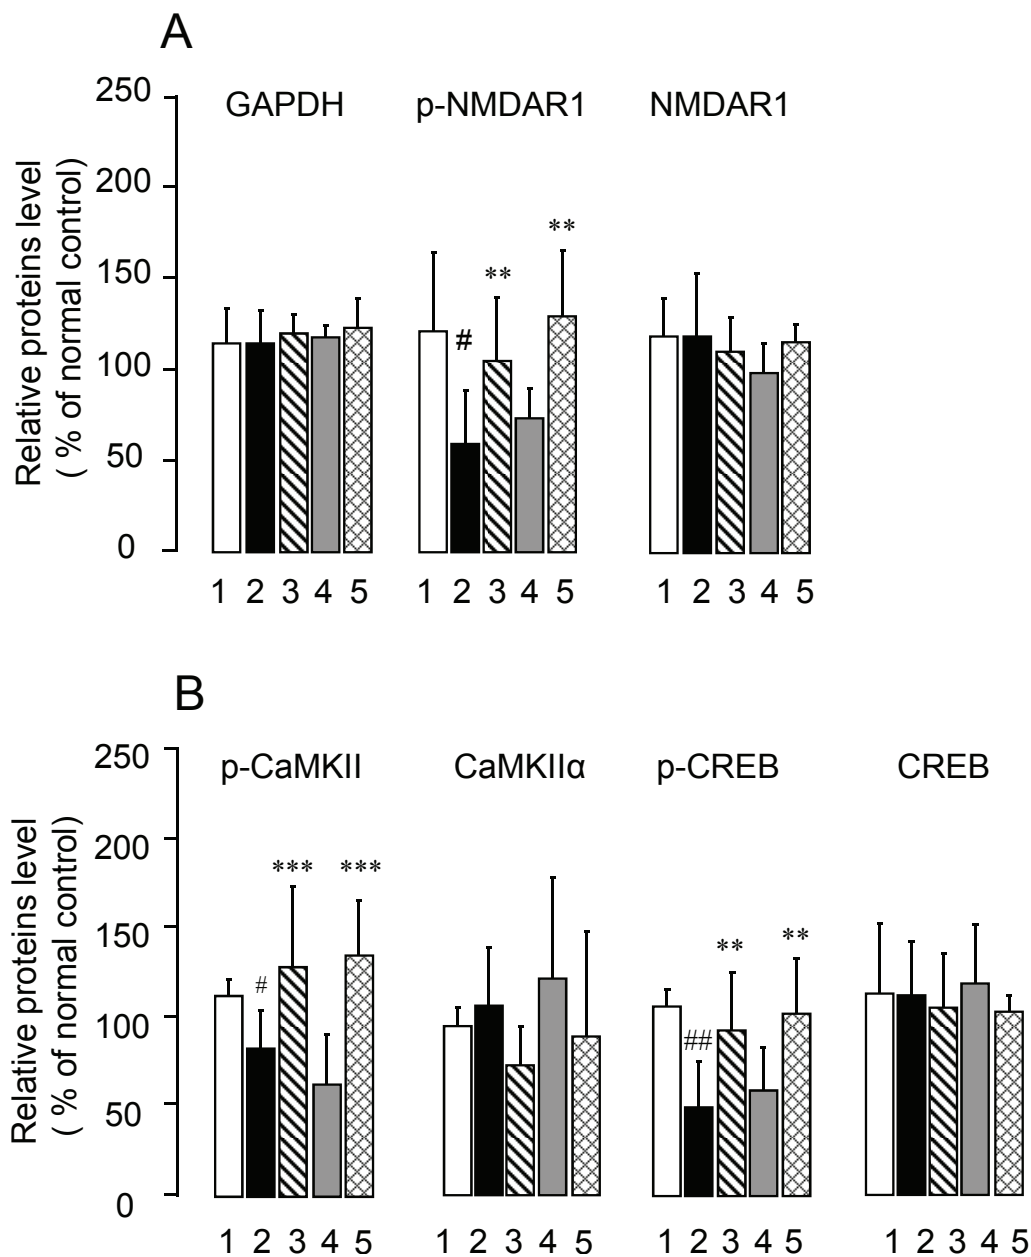 A
250
200
150
100
50
0
Relative proteins level
( % of normal control)
GAPDH p-NMDAR1 NMDAR1
# ** **
1 2 3 4 5 1 2 3 4 5 1 2 3 4 5
B
250
200
150
100
50
0
Relative proteins level
( % of normal control)
p-CaMKII CaMKIIα p-CREB CREB
# *** *** ## ** **
1 2 3 4 5 1 2 3 4 5 1 2 3 4 5 1 2 3 4 5